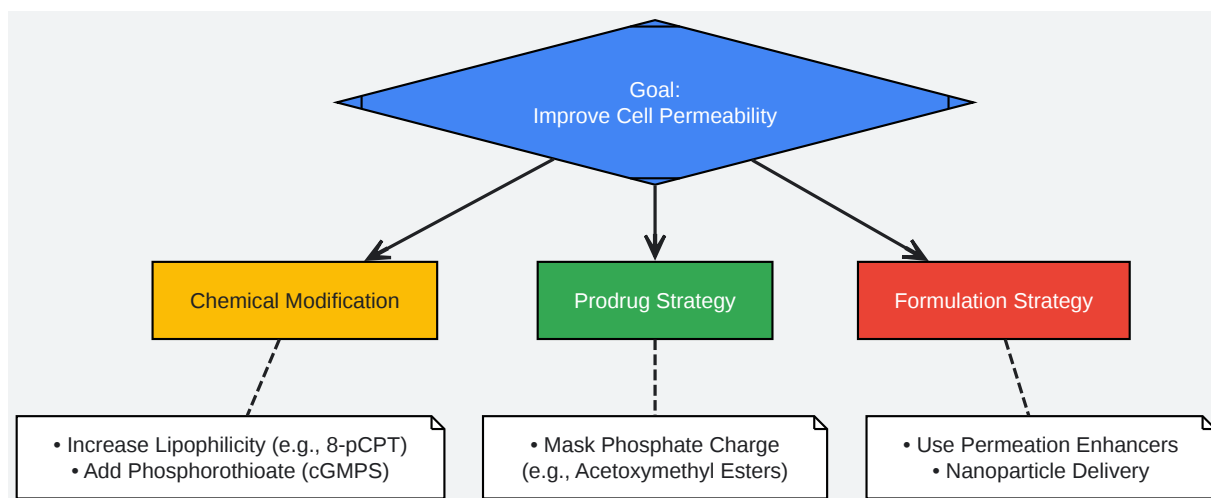 Goal:
Improve Cell Permeability
Chemical Modification
Prodrug Strategy
Formulation Strategy
• Increase Lipophilicity (e.g., 8-pCPT)
• Add Phosphorothioate (cGMPS)
• Mask Phosphate Charge
(e.g., Acetoxymethyl Esters)
• Use Permeation Enhancers
• Nanoparticle Delivery